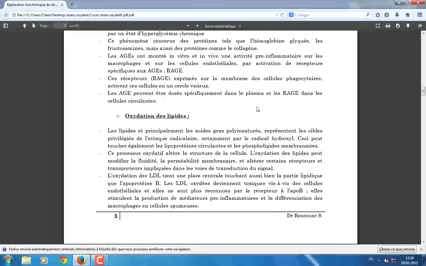 par un état d'hyperglycémie chronique
- Ce phénomène concerne des protéines tels que l'hémoglobine glyquée, les
fructosamines, mais aussi des protéines comme le collagène.
- Les AGEs ont montré in vitro et in vivo une activité pro-inflammatoire sur les
macrophages et sur les cellules endothéliales, par activation de récepteurs
spécifiques aux AGEs : RAGE.
- Ces récepteurs (RAGE) exprimés sur la membrane des cellules phagocytaires,
activent ces cellules en un cercle vicieux.
- Les AGE peuvent être dosés spécifiquement dans le plasma et les RAGE dans les
cellules circulantes.
o Oxydation des lipides :
- Les lipides et principalement les acides gras polyinsaturés, représentent les cibles
privilégiés de l'attaque radicalaire, notamment par le radical hydroxyl. Ceci peut
toucher également les lipoprotéines circulantes et les phospholipides membranaires.
- Ce processus oxydatif altère la structure de la cellule. L'oxydation des lipides peut
modifier la fluidité, la perméabilité membranaire, et altérer certains récepteurs et
transporteurs impliquées dans les voies de transduction du signal.
- L'oxydation des LDL tient une place centrale touchant aussi bien la partie lipidique
que l'apoprotéine B. Les LDL oxydées deviennent toxiques vis-à-vis des cellules
endothéliales et elles ne sont plus reconnues par le récepteur à l'apoB ; elles
stimulent la production de médiateurs pro-inflammatoires et la différenciation des
macrophages en cellules spumeuses.
3 Dr Bennouar S.